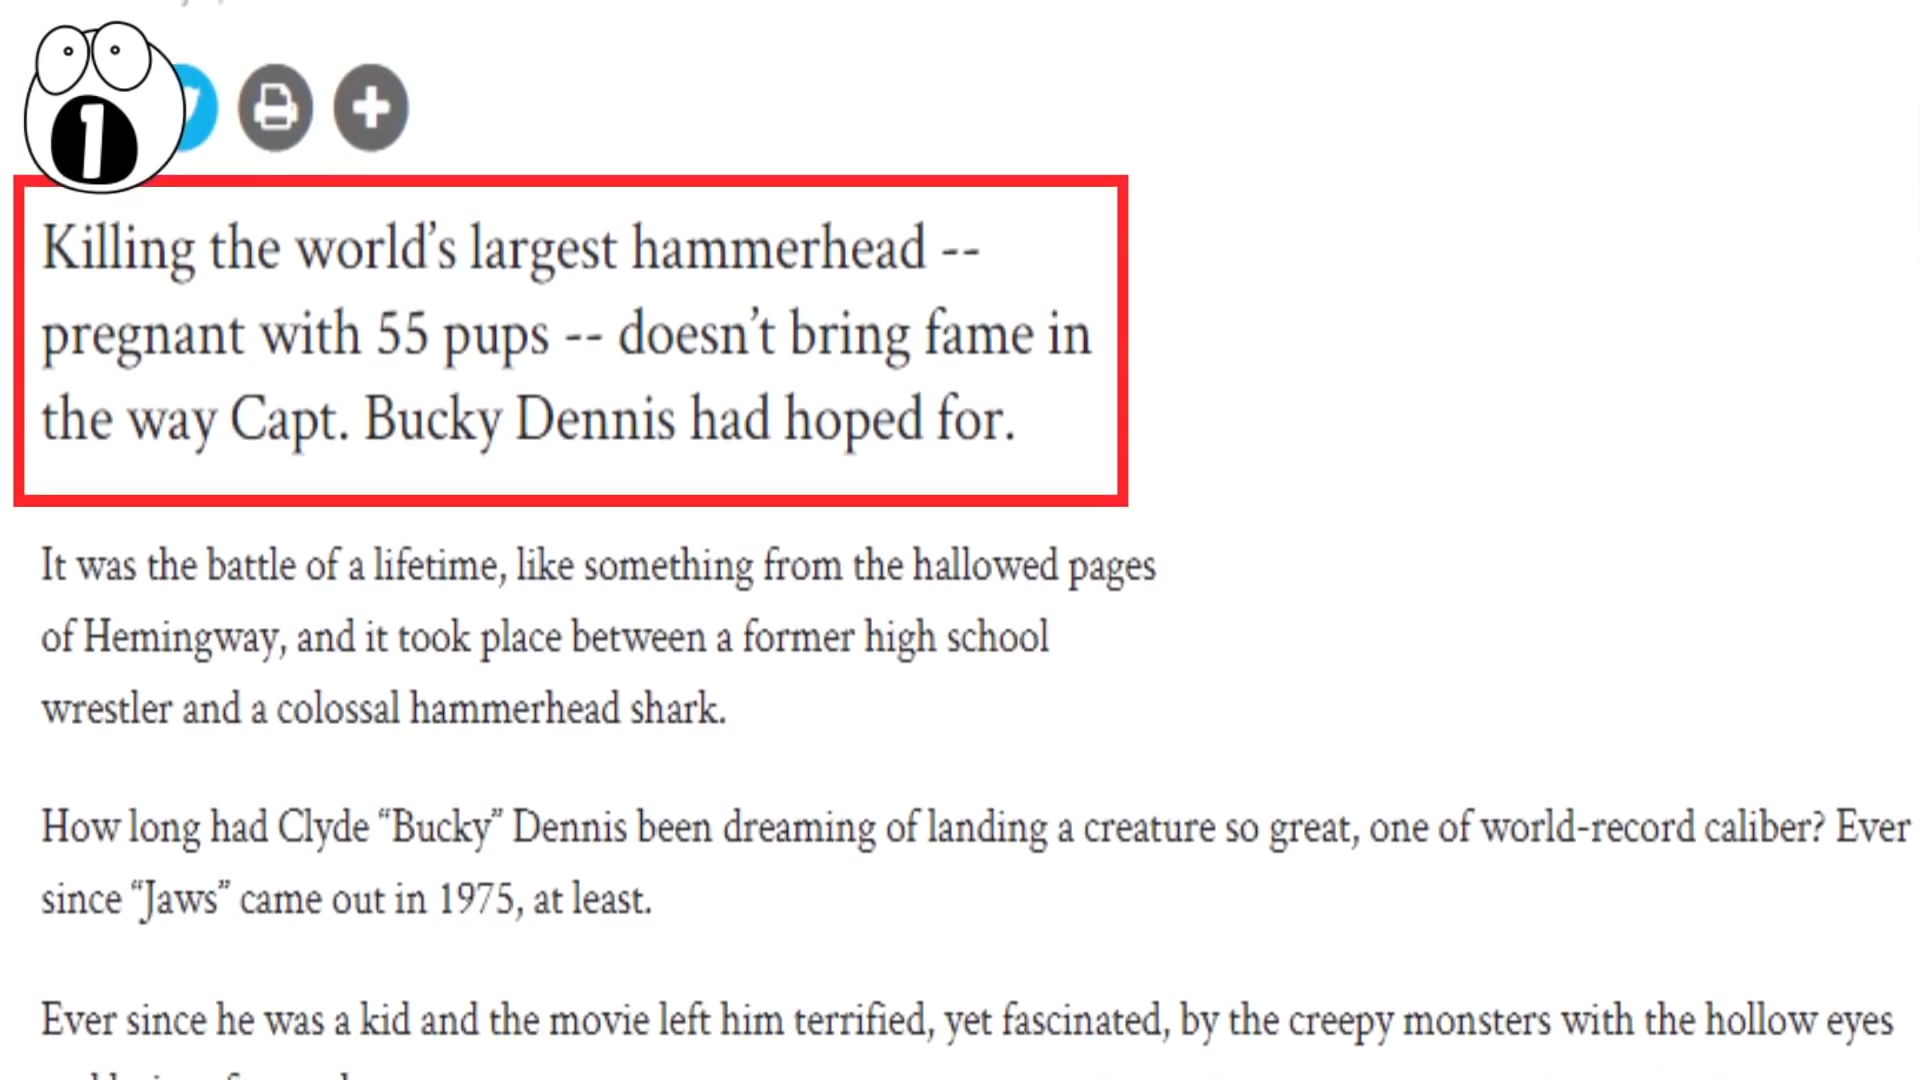 1
Killing the world’s largest hammerhead --
pregnant with 55 pups -- doesn’t bring fame in
the way Capt. Bucky Dennis had hoped for.
It was the battle of a lifetime, like something from the hallowed pages
of Hemingway, and it took place between a former high school
wrestler and a colossal hammerhead shark.
How long had Clyde “Bucky” Dennis been dreaming of landing a creature so great, one of world-record caliber? Ever
since “Jaws” came out in 1975, at least.
Ever since he was a kid and the movie left him terrified, yet fascinated, by the creepy monsters with the hollow eyes